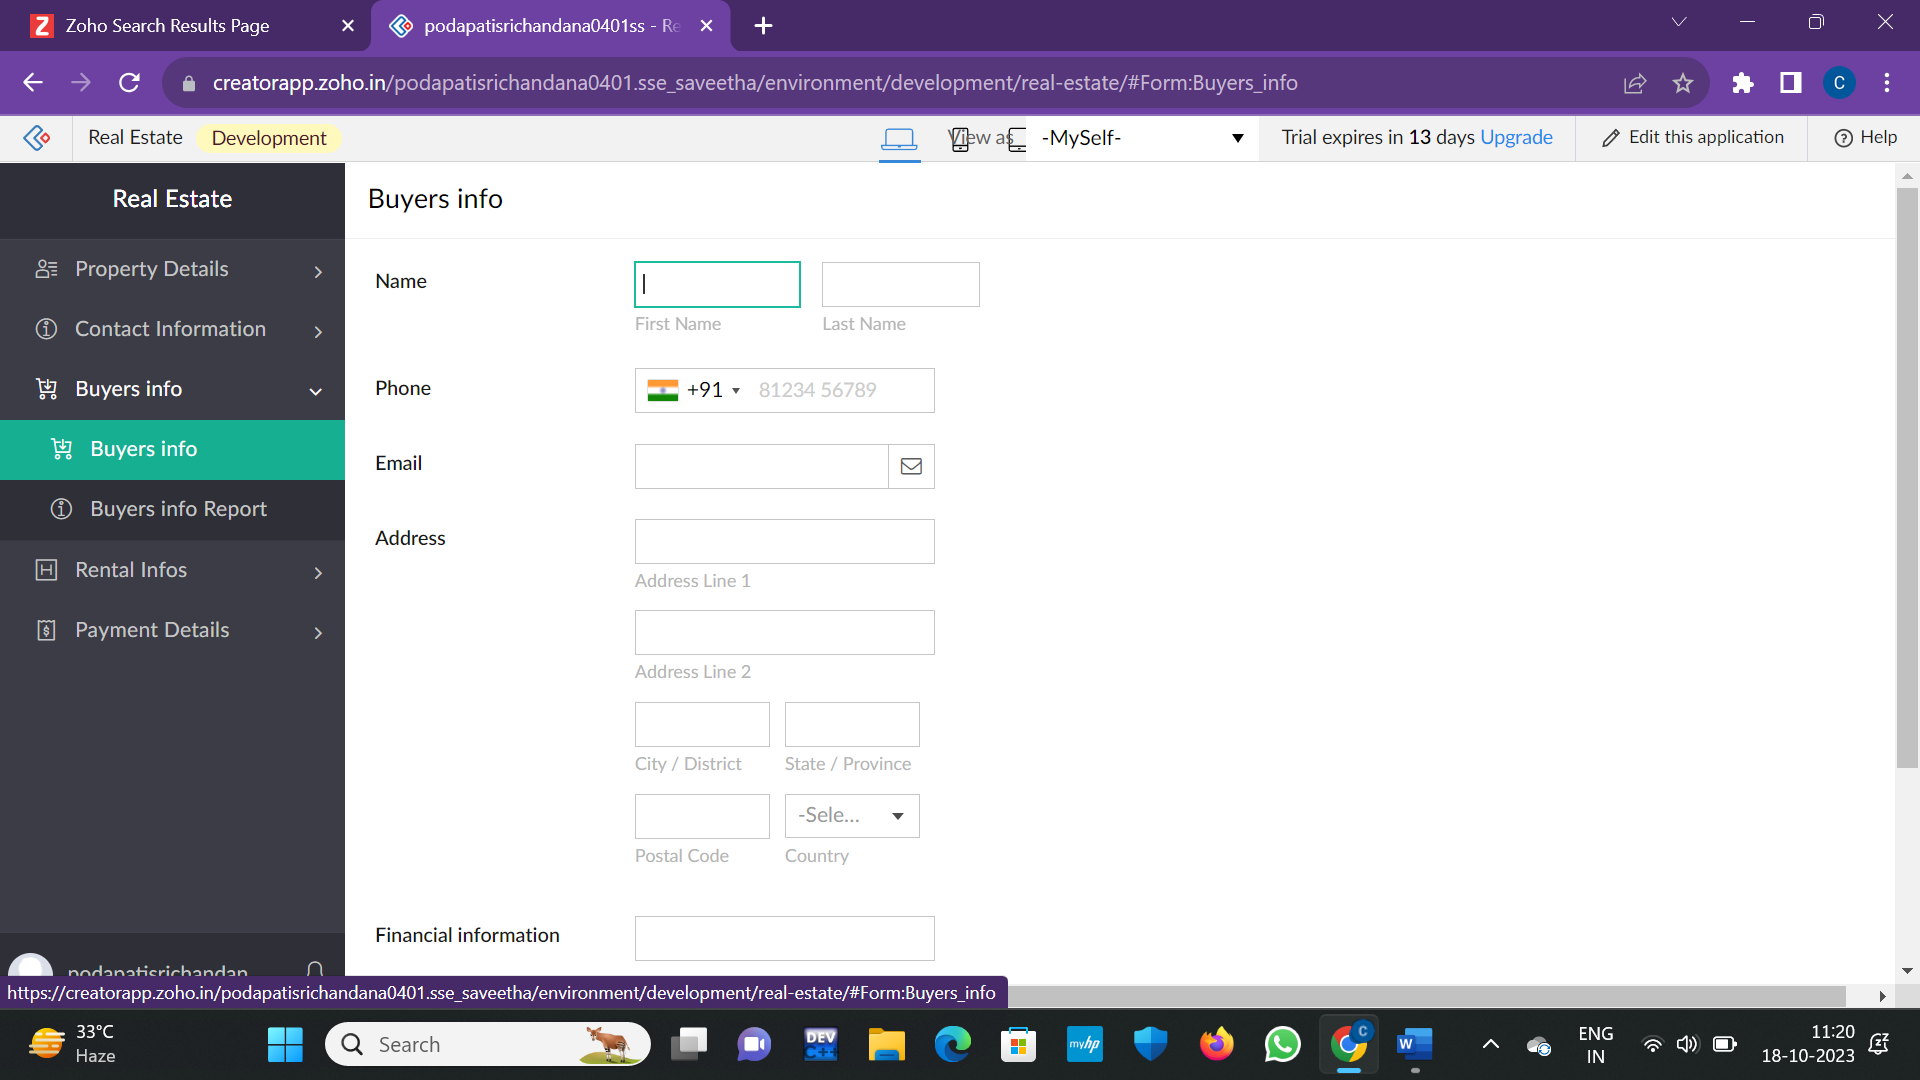 Zoho Search Results Page
podapatisrichandana0401ss - Re
creatorapp.zoho.in/podapatisrichandana0401.sse_saveetha/environment/development/real-estate/#Form:Buyers_info
C
Real Estate
Development
View as
-MySelf-
Trial expires in 13 days Upgrade
Edit this application
Help
Real Estate
Property Details
Contact Information
Buyers info
Buyers info
Buyers info Report
Rental Infos
Payment Details
podapatisrichandan
Buyers info
Name
First Name
Last Name
Phone
+91
81234 56789
Email
Address
Address Line 1
Address Line 2
City / District
State / Province
-Sele...
Postal Code
Country
Financial information
https://creatorapp.zoho.in/podapatisrichandana0401.sse_saveetha/environment/development/real-estate/#Form:Buyers_info
33°C
Haze
Search
DEV
C++
myhp
C
W
ENG
IN
11:20
18-10-2023